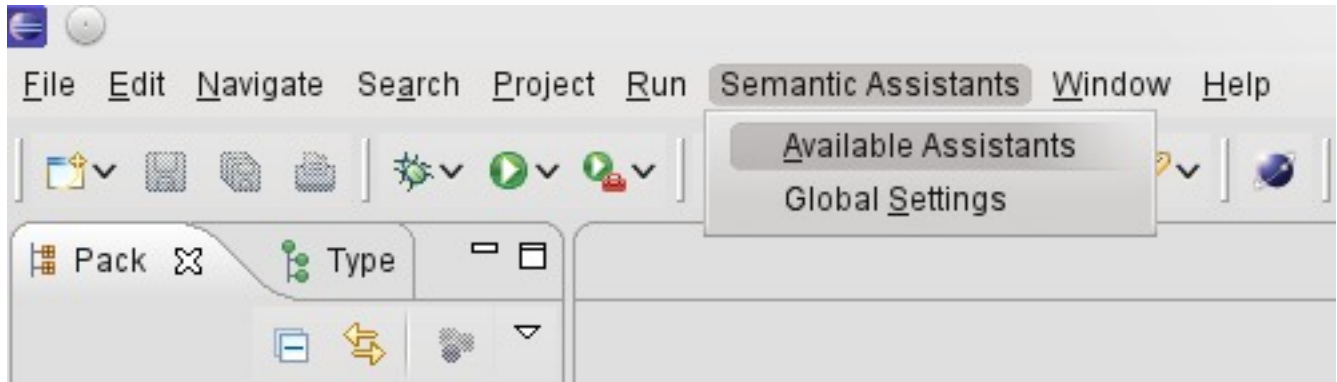 File Edit Navigate Search Project Run Semantic Assistants Window Help
Available Assistants
Global Settings
Pack Type